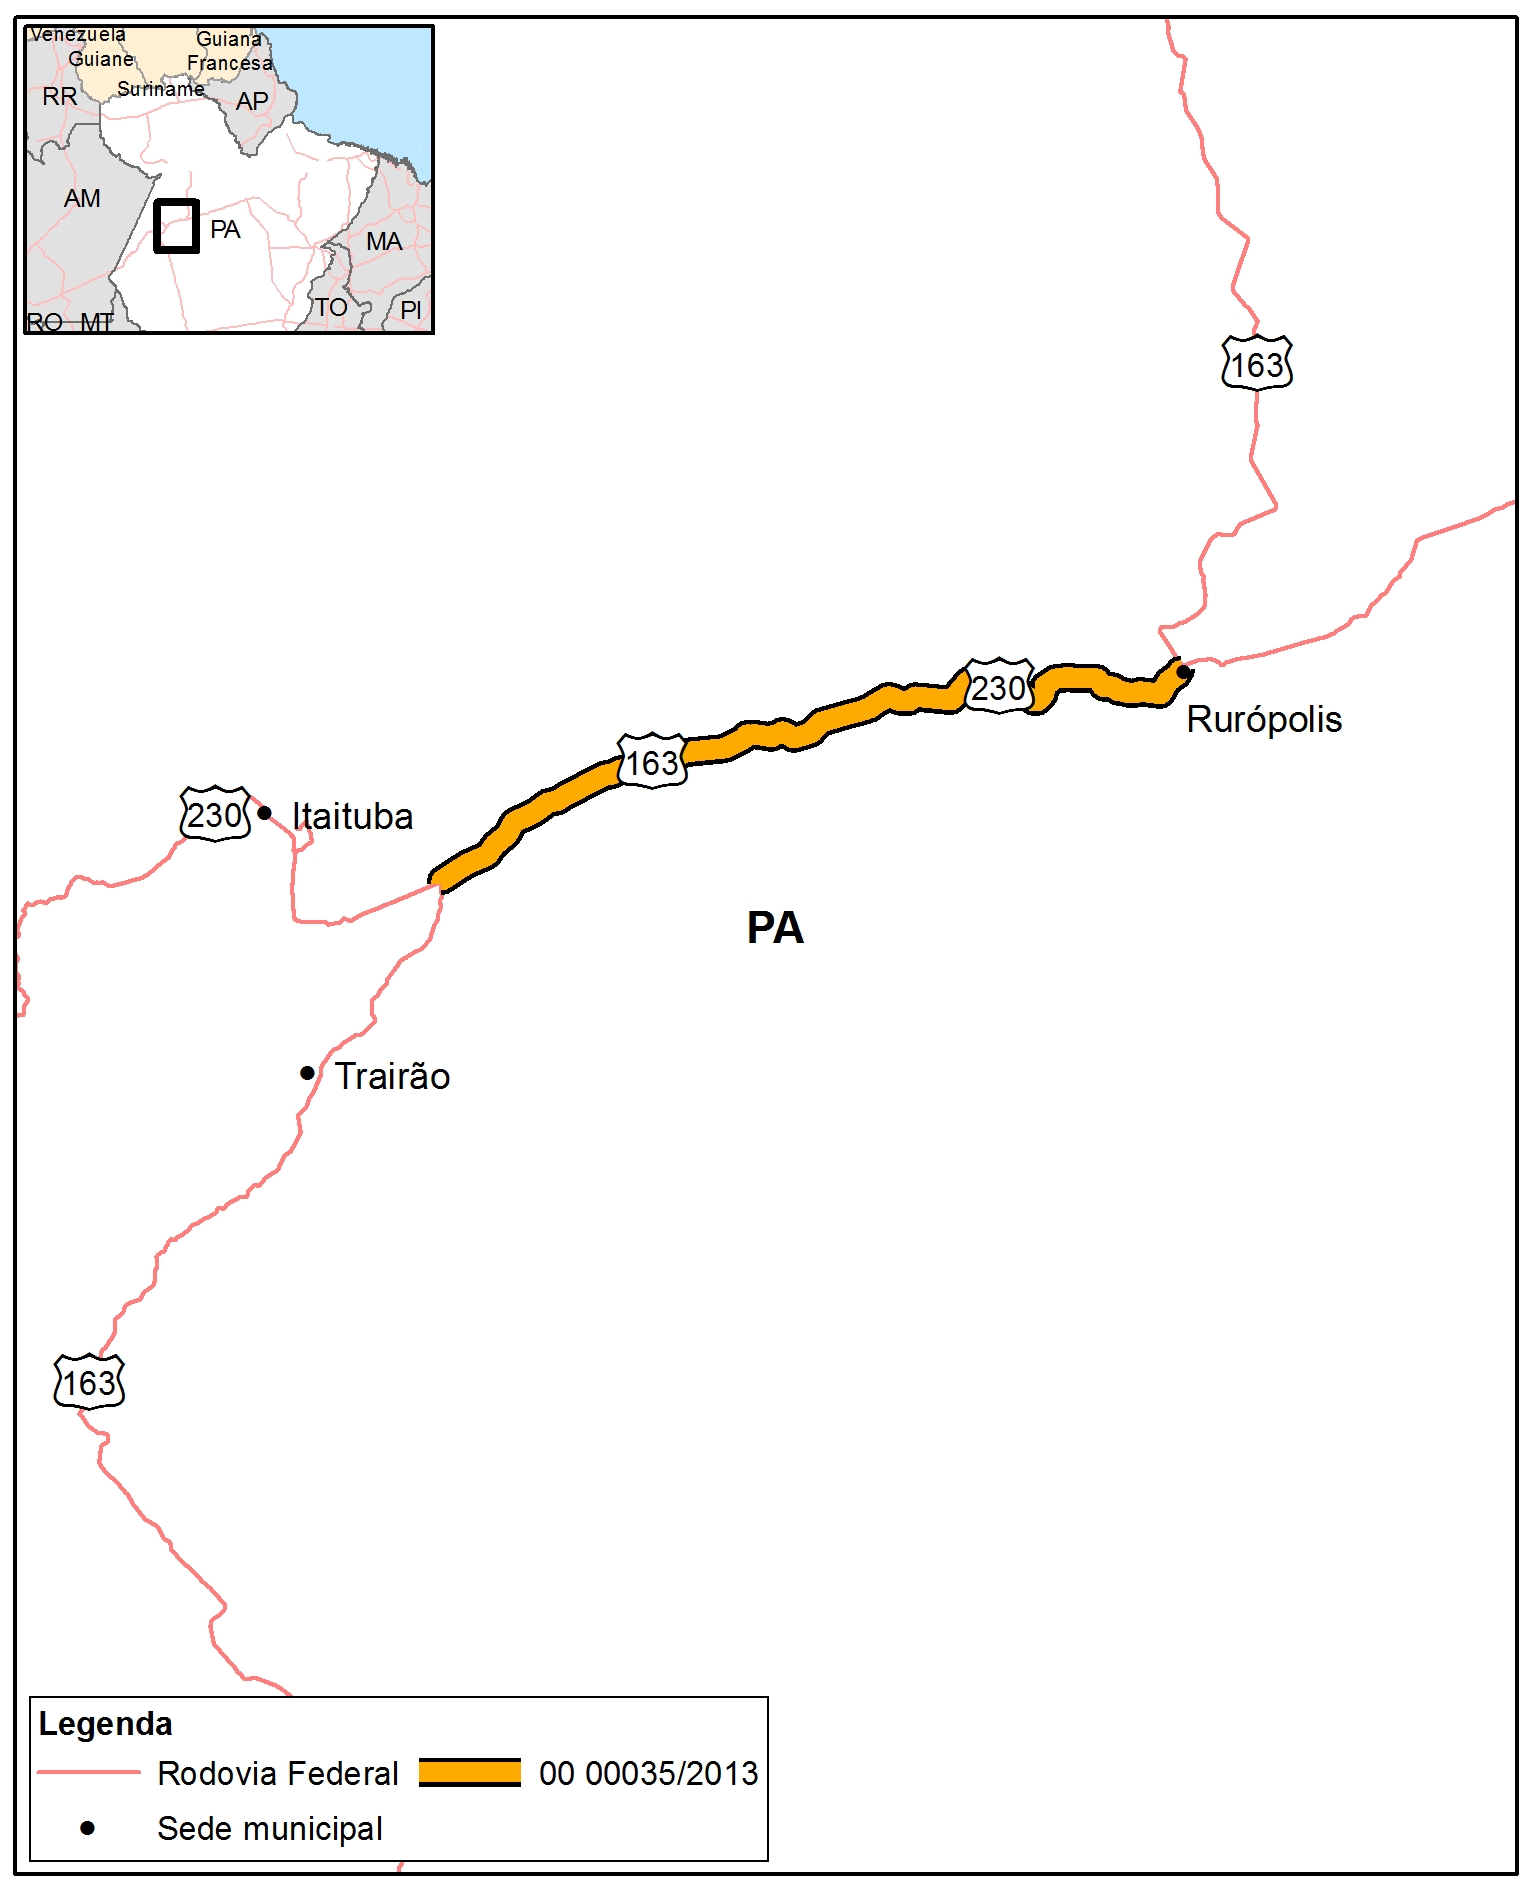 Venezuela
Guiana
Guiane
Francesa
Suriname
RR
AP
AM
PA
MA
TO
PI
RO
MT
163
230
Rurópolis
163
230
Itaituba
PA
Trairão
163
Legenda
Rodovia Federal
00 00035/2013
Sede municipal